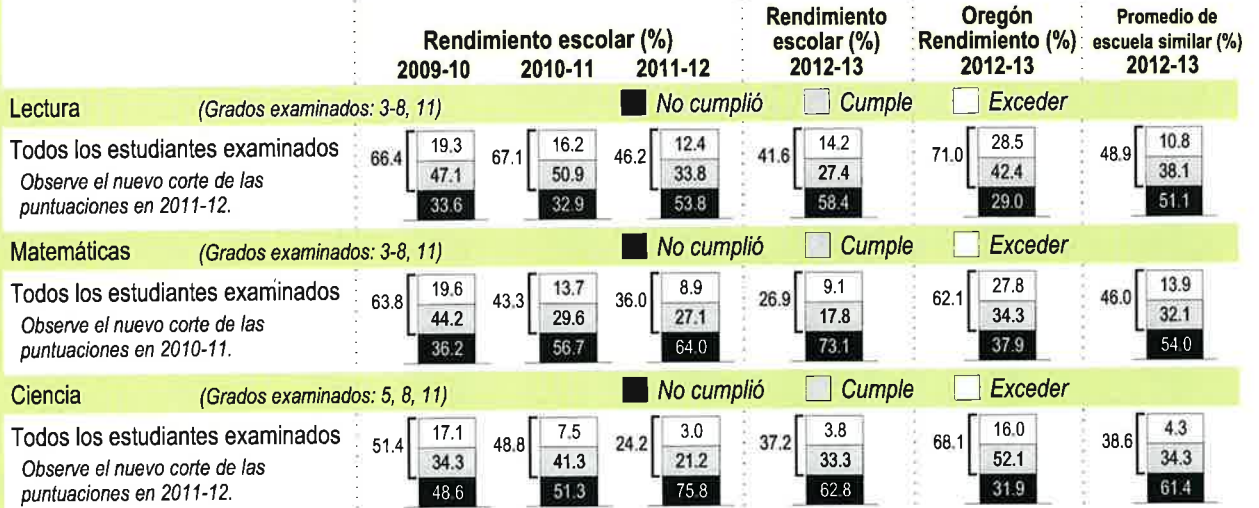 Rendimiento escolar (%)
2009-10 2010-11 2011-12
Rendimiento
escolar (%)
2012-13
Oregón
Rendimiento (%)
2012-13
Promedio de
escuela similar (%)
2012-13
Lectura (Grados examinados: 3-8, 11) No cumplió Cumple Exceder
Todos los estudiantes examinados
Observe el nuevo corte de las
puntuaciones en 2011-12.
66.4 19.3 47.1 33.6
67.1 16.2 50.9 32.9
46.2 12.4 33.8 53.8
41.6 14.2 27.4 58.4
71.0 28.5 42.4 29.0
48.9 10.8 38.1 51.1
Matemáticas (Grados examinados: 3-8, 11) No cumplió Cumple Exceder
Todos los estudiantes examinados
Observe el nuevo corte de las
puntuaciones en 2010-11.
63.8 19.6 44.2 36.2
43.3 13.7 29.6 56.7
36.0 8.9 27.1 64.0
26.9 9.1 17.8 73.1
62.1 27.8 34.3 37.9
46.0 13.9 32.1 54.0
Ciencia (Grados examinados: 5, 8, 11) No cumplió Cumple Exceder
Todos los estudiantes examinados
Observe el nuevo corte de las
puntuaciones en 2011-12.
51.4 17.1 34.3 48.6
48.8 7.5 41.3 51.3
24.2 3.0 21.2 75.8
37.2 3.8 33.3 62.8
68.1 16.0 52.1 31.9
38.6 4.3 34.3 61.4